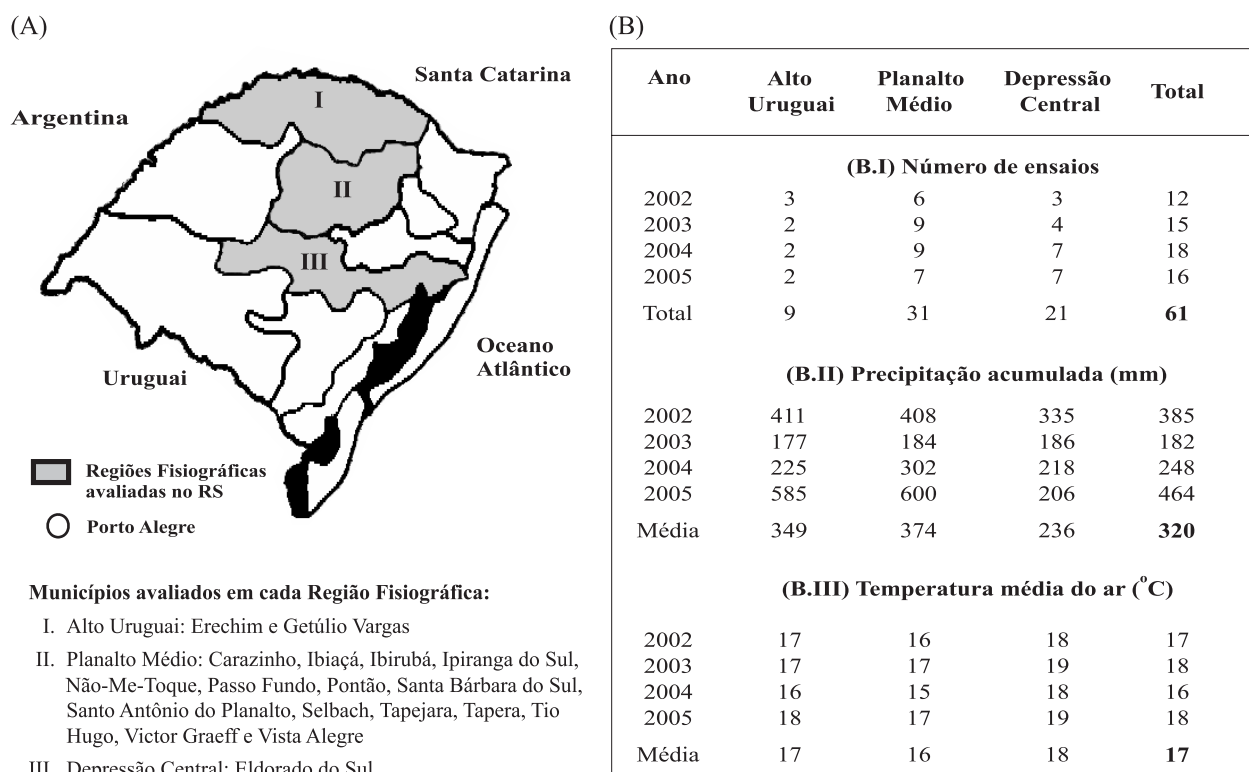 (A)
Santa Catarina
Argentina
I
II
III
Oceano
Atlântico
Uruguai
Regiões Fisiográficas
avaliadas no RS
Porto Alegre
Municípios avaliados em cada Região Fisiográfica:
I. Alto Uruguai: Erechim e Getúlio Vargas
II. Planalto Médio: Carazinho, Ibiaçá, Ibirubá, Ipiranga do Sul,
Não-Me-Toque, Passo Fundo, Pontão, Santa Bárbara do Sul,
Santo Antônio do Planalto, Selbach, Tapejara, Tapera, Tio
Hugo, Victor Graeff e Vista Alegre
III. Depressão Central: Eldorado do Sul
(B)
Ano Alto Uruguai Planalto Médio Depressão Central Total
(B.I) Número de ensaios
2002 3 6 3 12
2003 2 9 4 15
2004 2 9 7 18
2005 2 7 7 16
Total 9 31 21 61
(B.II) Precipitação acumulada (mm)
2002 411 408 335 385
2003 177 184 186 182
2004 225 302 218 248
2005 585 600 206 464
Média 349 374 236 320
(B.III) Temperatura média do ar (°C)
2002 17 16 18 17
2003 17 17 19 18
2004 16 15 18 16
2005 18 17 19 18
Média 17 16 18 17